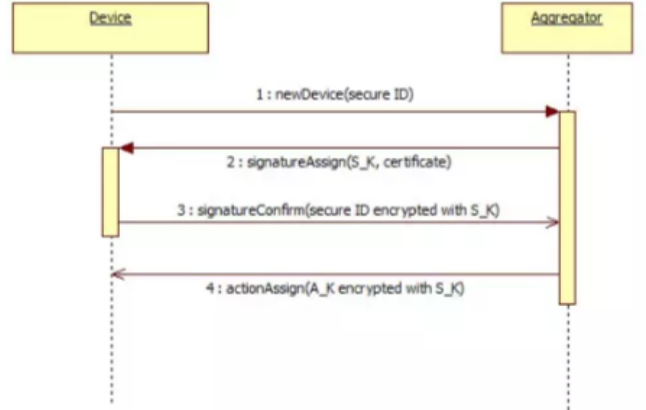 Device
Aggregator
1 : newDevice(secure ID)
2 : signatureAssign(S_K, certificate)
3 : signatureConfirm(secure ID encrypted with S_K)
4 : actionAssign(A_K encrypted with S_K)